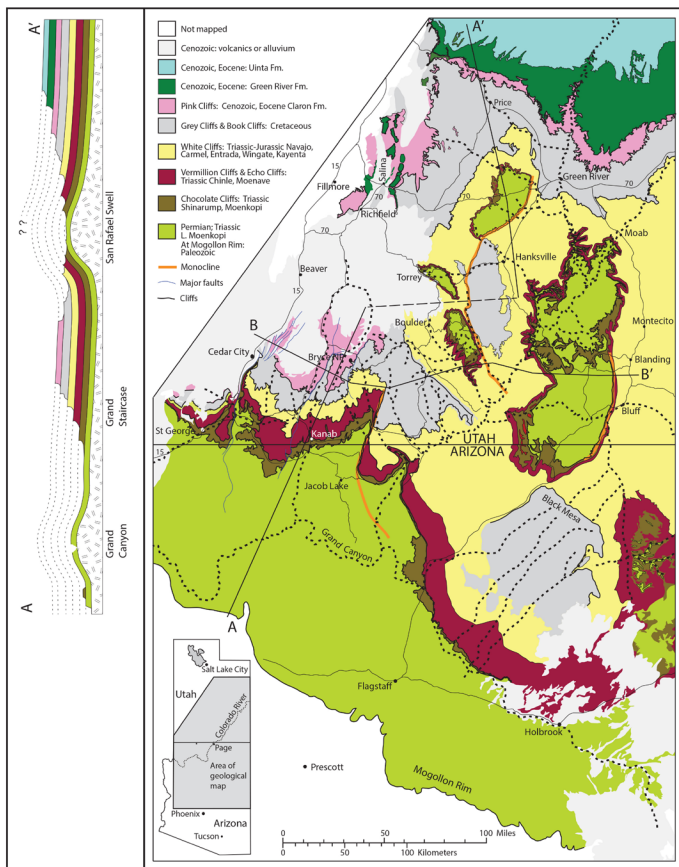 A'
San Rafael Swell
? ?
Grand
Staircase
Grand
Canyon
A
Not mapped
Cenozoic: volcanics or alluvium
Cenozoic, Eocene: Uinta Fm.
Cenozoic, Eocene: Green River Fm.
Pink Cliffs: Cenozoic, Eocene Claron Fm.
Grey Cliffs & Book Cliffs: Cretaceous
White Cliffs: Triassic-Jurassic Navajo,
Carmel, Entrada, Wingate, Kayenta
Vermillion Cliffs & Echo Cliffs:
Triassic Chinle, Moenave
Chocolate Cliffs: Triassic
Shinarump, Moenkopi
Permian; Triassic
L. Moenkopi
At Mogollon Rim:
Paleozoic
Monocline
Major faults
Cliffs
A'
Price
15
Salina
Fillmore
70
Green River
70
Richfield
70
Moab
Hanksville
Beaver
Torrey
15
Montecito
B
Boulder
Cedar City
Bryce NP
Blanding
B'
St George
Kanab
Bluff
UTAH
ARIZONA
15
Jacob Lake
Black Mesa
Grand Canyon
A
Salt Lake City
Utah
Colorado River
Page
Area of
geological
map
Phoenix
Arizona
Tucson
Flagstaff
Holbrook
Prescott
Mogollon Rim
0 50 100 Miles
0 50 100 Kilometers